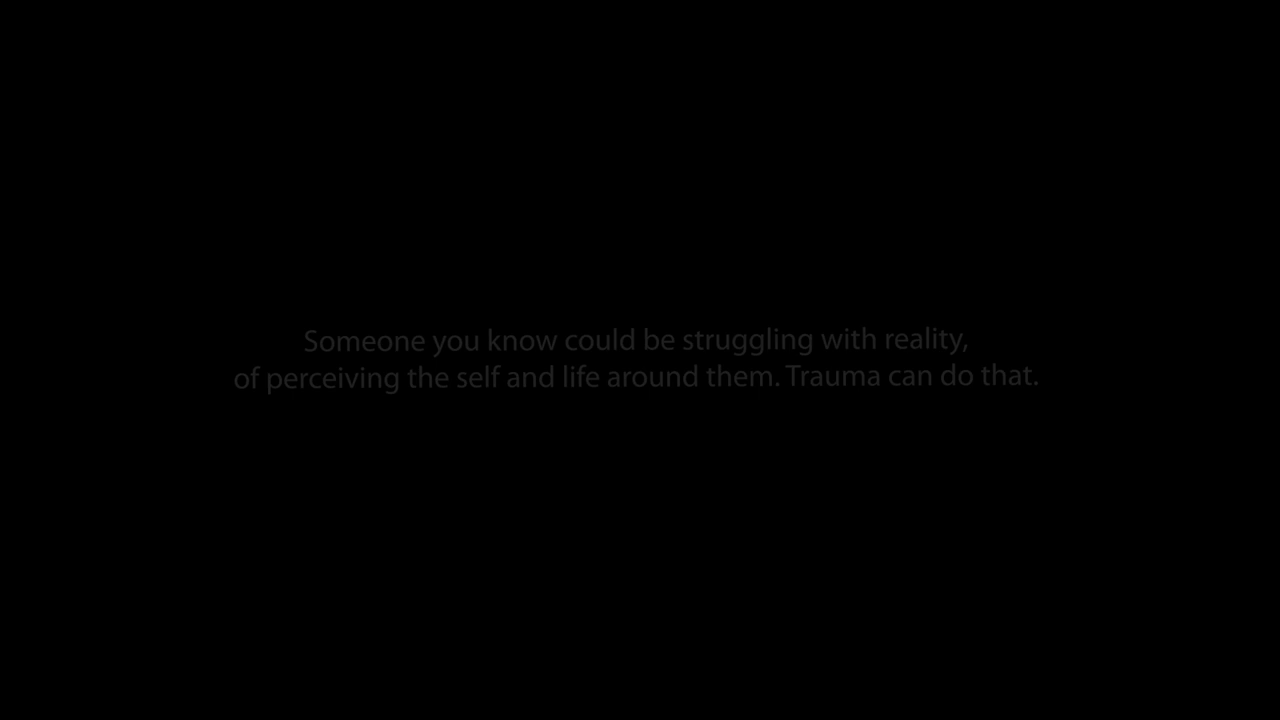 Someone you know could be struggling with reality,
of perceiving the self and life around them. Trauma can do that.